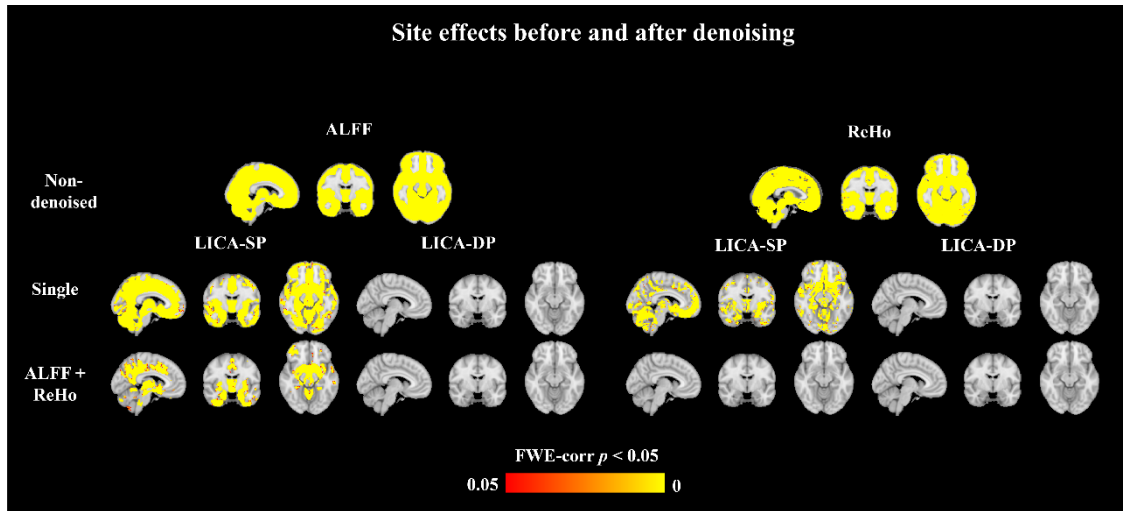 Site effects before and after denoising
ALFF
ReHo
Non-
denoised
LICA-SP
LICA-DP
LICA-SP
LICA-DP
Single
ALFF +
ReHo
FWE-corr p < 0.05
0.05
0